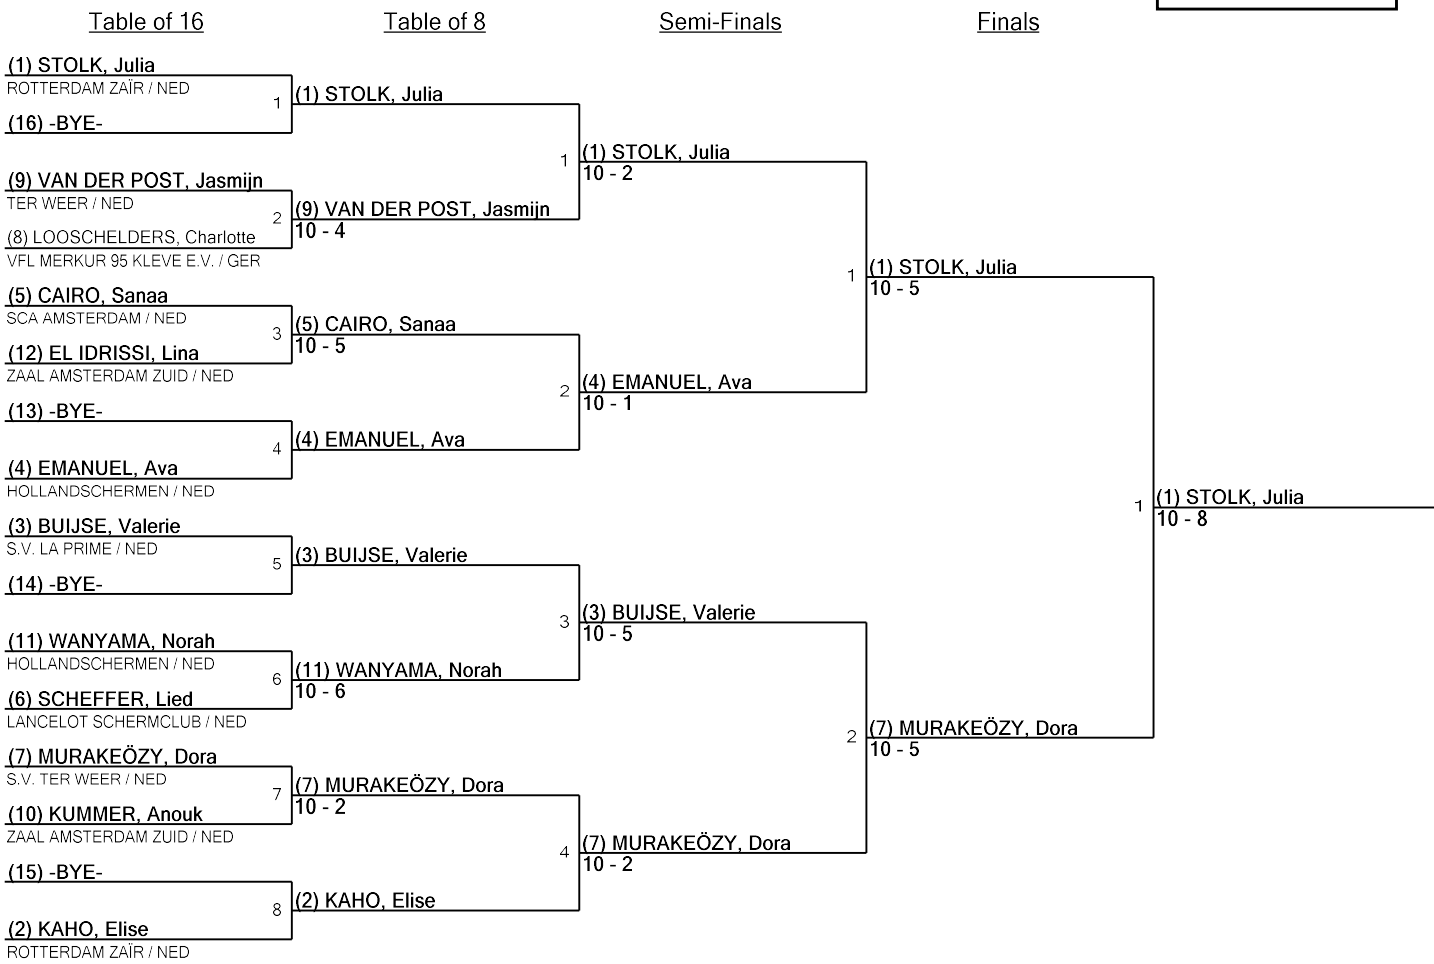 Table of 16
Table of 8
Semi-Finals
Finals
(1) STOLK, Julia
ROTTERDAM ZAÏR / NED
1
(16) -BYE-
(9) VAN DER POST, Jasmijn
TER WEER / NED
2
(8) LOOSCHELDERS, Charlotte
VFL MERKUR 95 KLEVE E.V. / GER
(5) CAIRO, Sanaa
SCA AMSTERDAM / NED
3
(12) EL IDRISSI, Lina
ZAAL AMSTERDAM ZUID / NED
(13) -BYE-
4
(4) EMANUEL, Ava
HOLLANDSCHERMEN / NED
(3) BUIJSE, Valerie
S.V. LA PRIME / NED
5
(14) -BYE-
(11) WANYAMA, Norah
HOLLANDSCHERMEN / NED
6
(6) SCHEFFER, Lied
LANCELOT SCHERMCLUB / NED
(7) MURAKEÖZY, Dora
S.V. TER WEER / NED
7
(10) KUMMER, Anouk
ZAAL AMSTERDAM ZUID / NED
(15) -BYE-
8
(2) KAHO, Elise
ROTTERDAM ZAÏR / NED
(1) STOLK, Julia
1
(9) VAN DER POST, Jasmijn
10 - 4
(5) CAIRO, Sanaa
10 - 5
2
(4) EMANUEL, Ava
(3) BUIJSE, Valerie
3
(11) WANYAMA, Norah
10 - 6
(7) MURAKEÖZY, Dora
10 - 2
4
(2) KAHO, Elise
(1) STOLK, Julia
10 - 2
1
(4) EMANUEL, Ava
10 - 1
(3) BUIJSE, Valerie
10 - 5
2
(7) MURAKEÖZY, Dora
10 - 2
(1) STOLK, Julia
10 - 5
1
(7) MURAKEÖZY, Dora
10 - 5
(1) STOLK, Julia
10 - 8